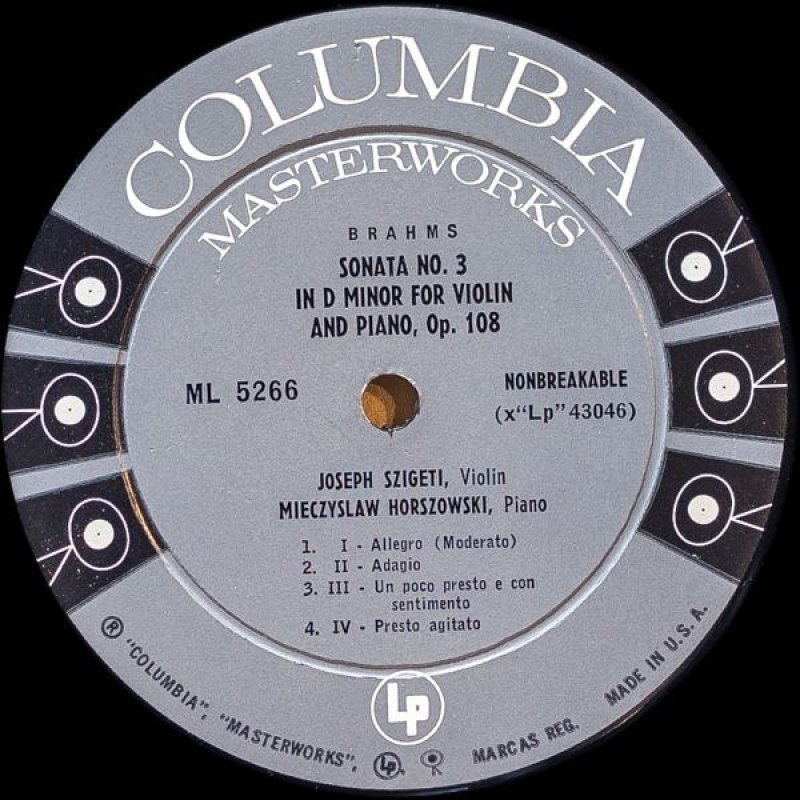 COLUMBIA
MASTERWORKS
BRAHMS
SONATA NO. 3
IN D MINOR FOR VIOLIN
AND PIANO, Op. 108
ML 5266
NONBREAKABLE
(x“Lp”43046)
JOSEPH SZIGETI, Violin
MIECZYSLAW HORSZOWSKI, Piano
1. I - Allegro (Moderato)
2. II - Adagio
3. III - Un poco presto e con
sentimento
4. IV - Presto agitato
LP
® “COLUMBIA”, “MASTERWORKS”, Lp, MARCAS REG. MADE IN U.S.A.